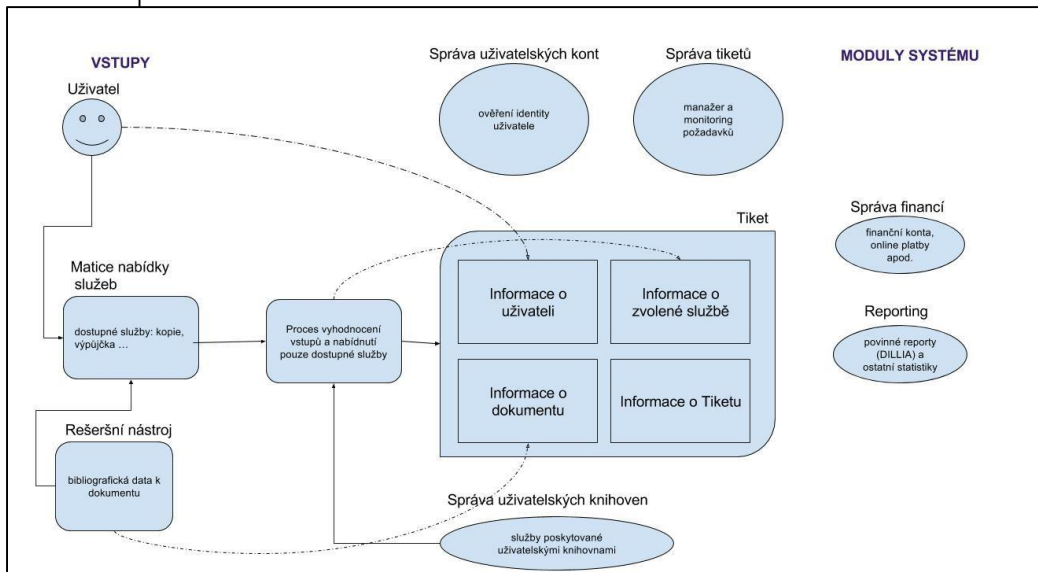 VSTUPY
Uživatel
Správa uživatelských kont
ověření identity
uživatele
Správa tiketů
manažer a
monitoring
požadavků
MODULY SYSTÉMU
Správa financí
finanční konta,
online platby
apod.
Reporting
povinné reporty
(DILLIA) a
ostatní statistiky
Matice nabídky
služeb
dostupné služby: kopie,
výpůjčka ...
Proces vyhodnocení
vstupů a nabídnutí
pouze dostupné služby
Tiket
Informace o
uživateli
Informace o
zvolené službě
Informace o
dokumentu
Informace o Tiketu
Rešeršní nástroj
bibliografická data k
dokumentu
Správa uživatelských knihoven
služby poskytované
uživatelskými knihovnami